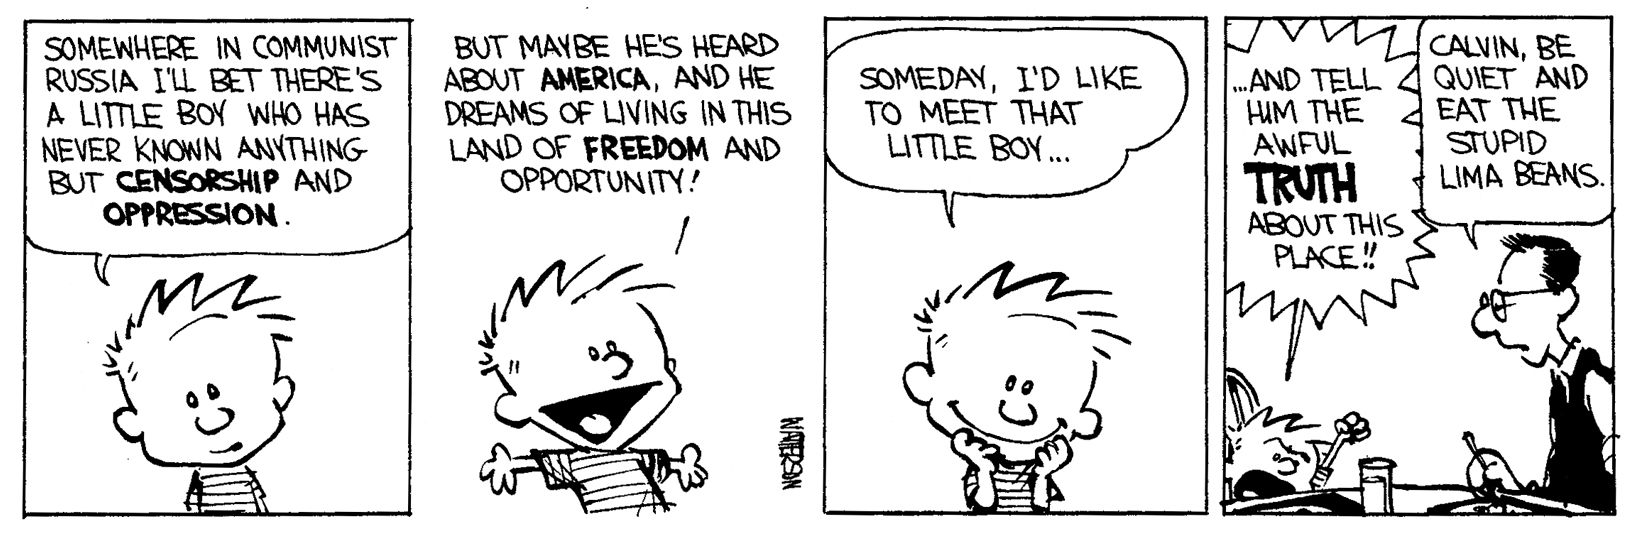 SOMEWHERE IN COMMUNIST
RUSSIA I'LL BET THERE'S
A LITTLE BOY WHO HAS
NEVER KNOWN ANYTHING
BUT CENSORSHIP AND
OPPRESSION.
BUT MAYBE HE'S HEARD
ABOUT AMERICA, AND HE
DREAMS OF LIVING IN THIS
LAND OF FREEDOM AND
OPPORTUNITY!
WATTERSON
SOMEDAY, I'D LIKE
TO MEET THAT
LITTLE BOY...
...AND TELL
HIM THE
AWFUL
TRUTH
ABOUT THIS
PLACE!!
CALVIN, BE
QUIET AND
EAT THE
STUPID
LIMA BEANS.